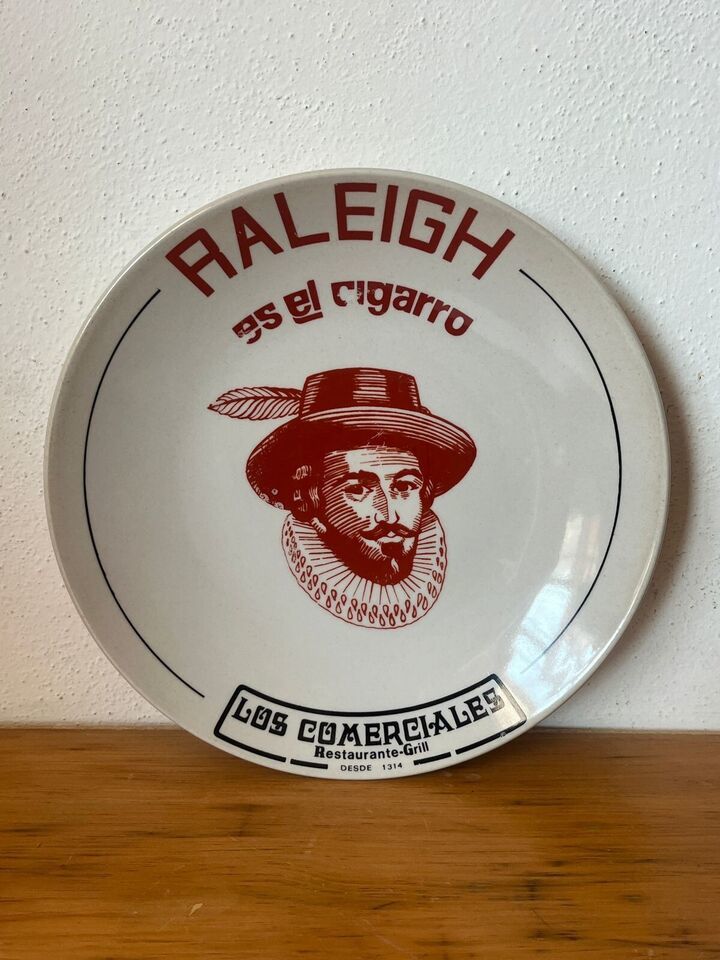 RALEIGH
es el cigarro
LOS COMERCIALES
Restaurante-Grill
DESDE 1314